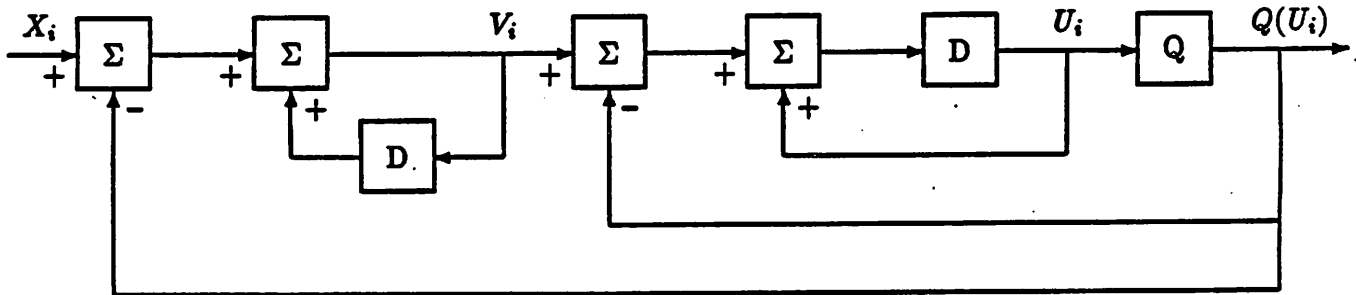 X_i V_i U_i Q(U_i)
Σ Σ Σ Σ D Q
+ + + +
- + - +
D